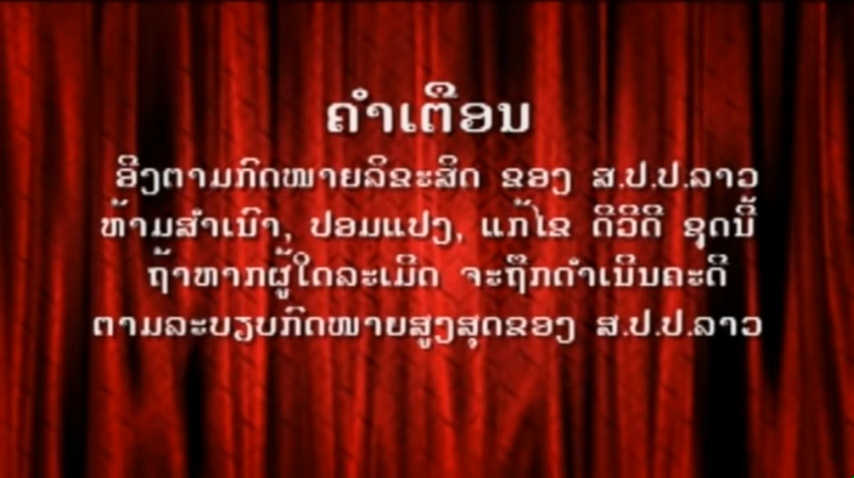 ຄຳເຕືອນ
ອີງຕາມກົດໝາຍລິຂະສິດ ຂອງ ສ.ປ.ປ.ລາວ
ຫ້າມສຳເນົາ, ປອມແປງ, ແກ້ໄຂ ດີວີດີ ຊຸດນີ້
ຖ້າຫາກຜູ້ໃດລະເມີດ ຈະຖືກດຳເນີນຄະດີ
ຕາມລະບຽບກົດໝາຍສູງສຸດຂອງ ສ.ປ.ປ.ລາວ